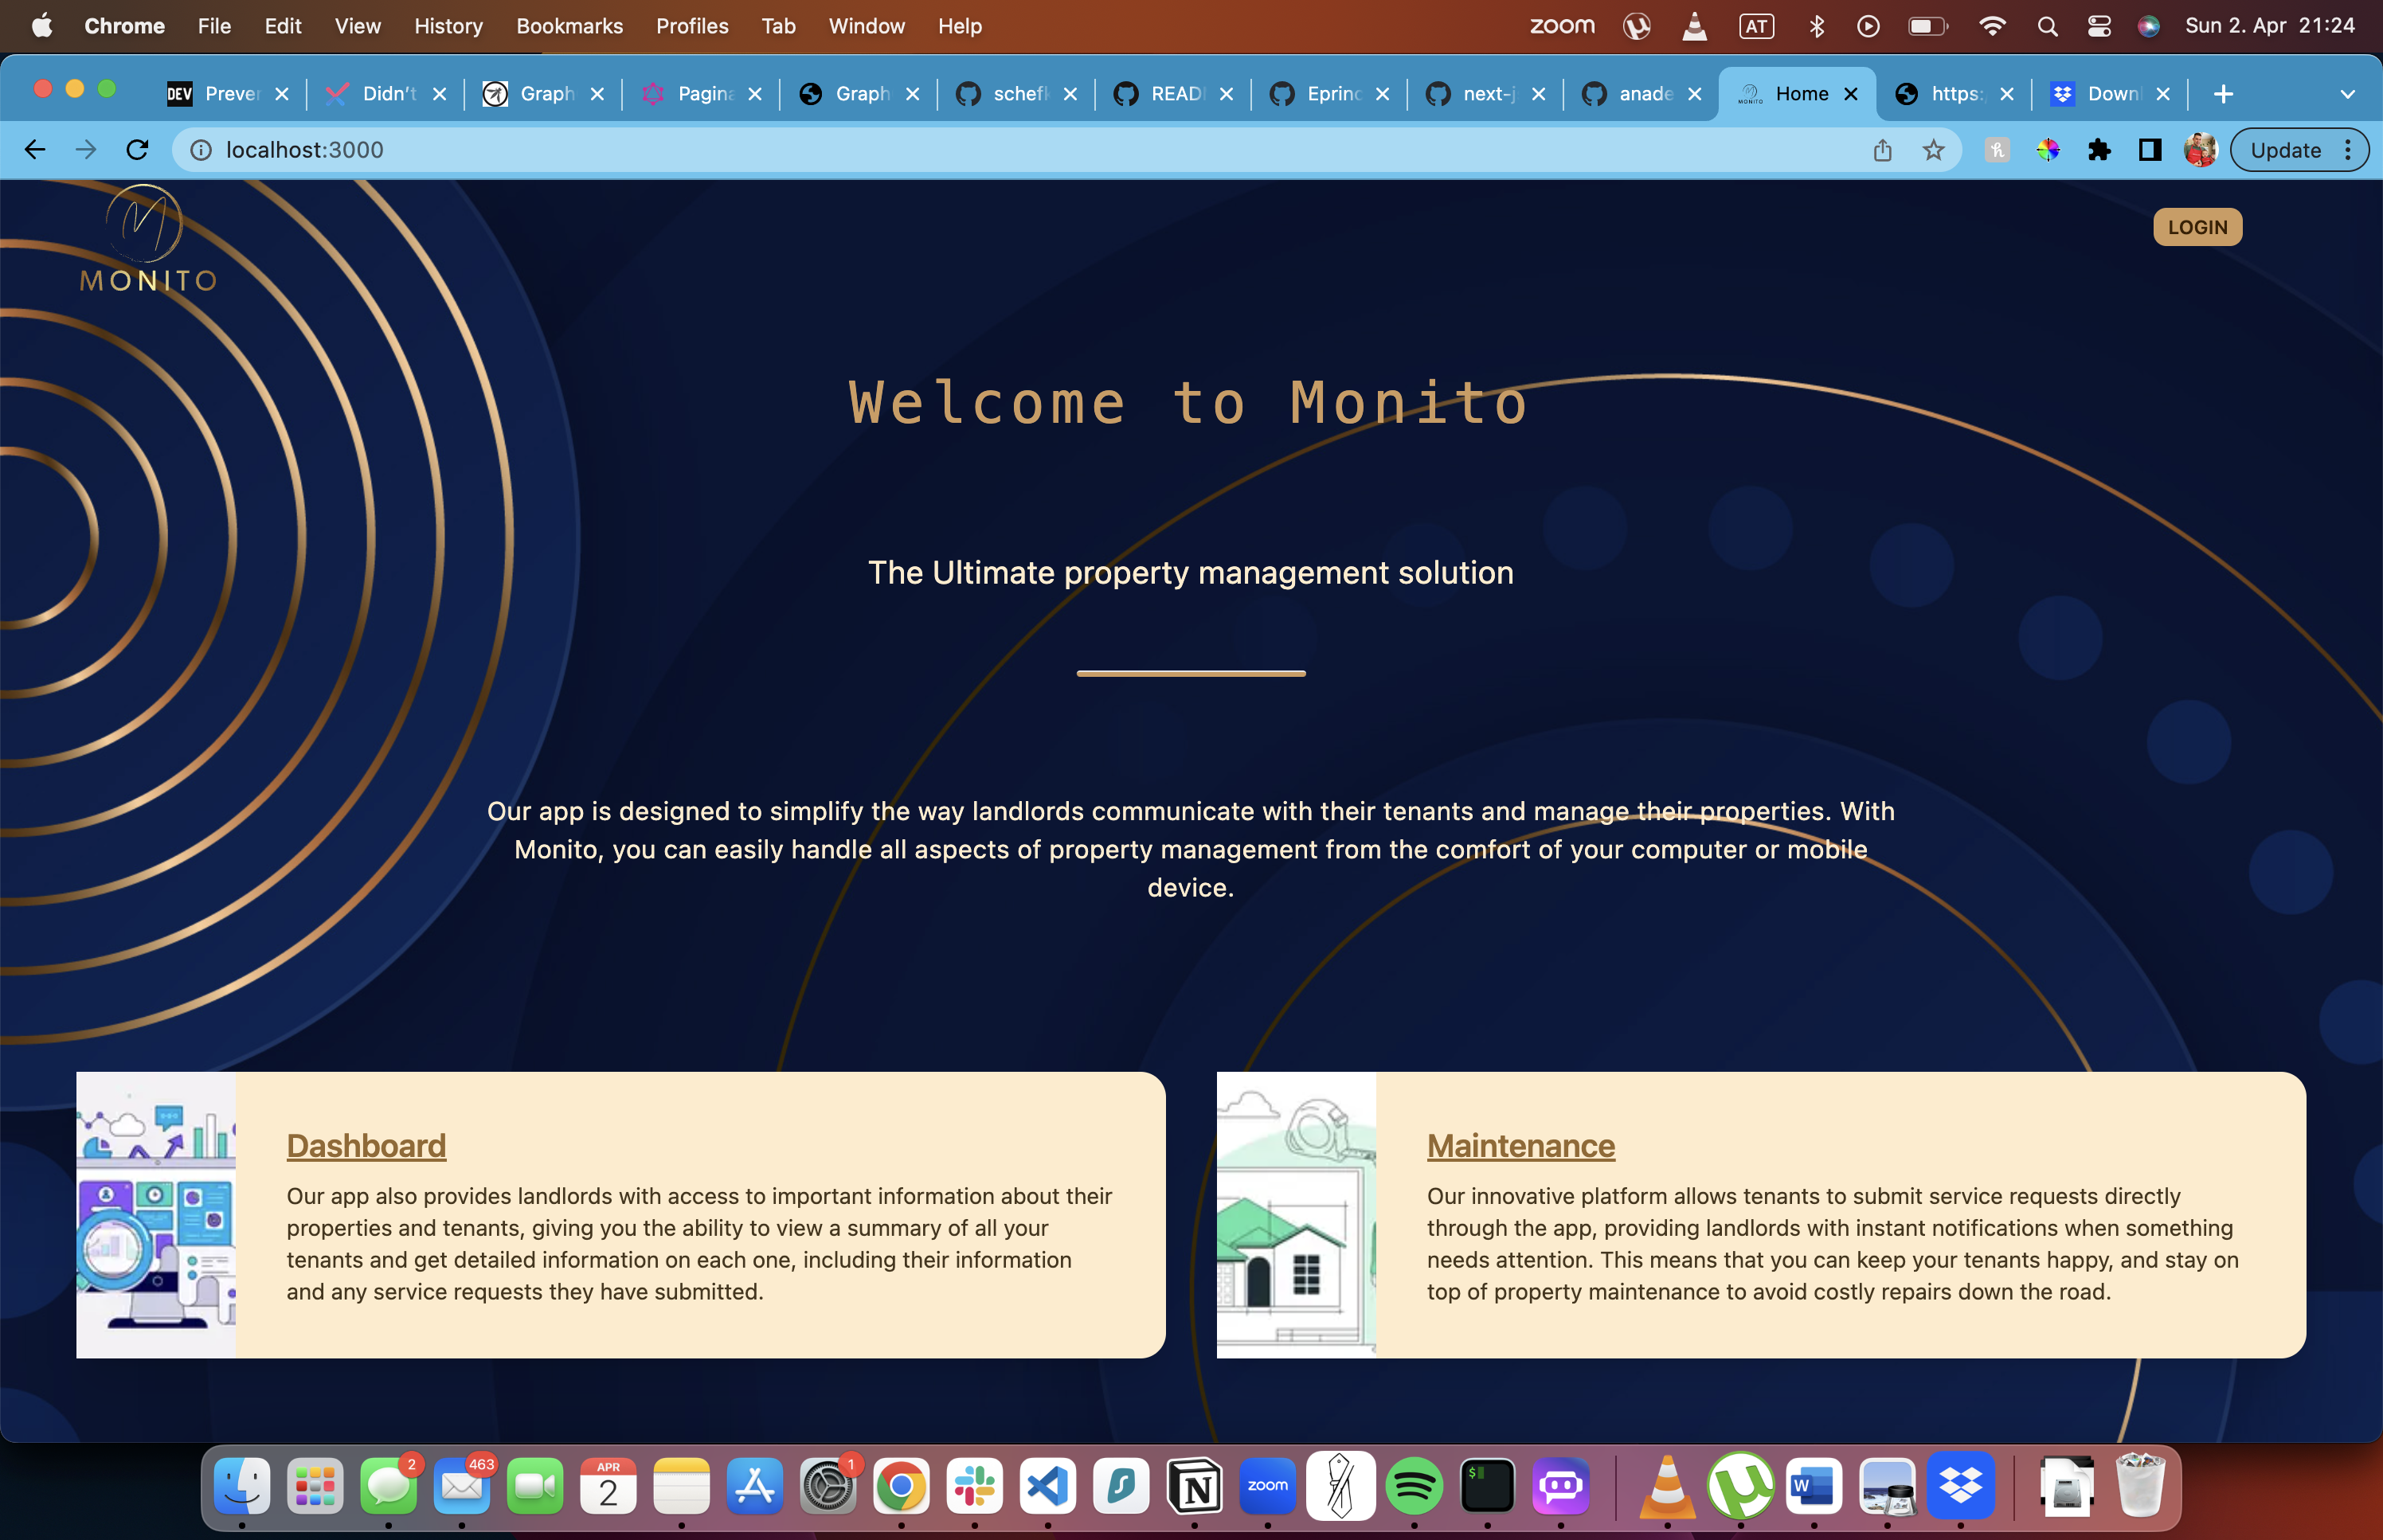 Chrome File Edit View History Bookmarks Profiles Tab Window Help zoom AT Sun 2. Apr 21:24
DEV Prever Didn't Graph Pagina Graph schefk READ Eprinc next-j anade MONITO Home https: Downl
localhost:3000 Update
MONITO
LOGIN
Welcome to Monito
The Ultimate property management solution
Our app is designed to simplify the way landlords communicate with their tenants and manage their properties. With
Monito, you can easily handle all aspects of property management from the comfort of your computer or mobile
device.
Dashboard
Our app also provides landlords with access to important information about their
properties and tenants, giving you the ability to view a summary of all your
tenants and get detailed information on each one, including their information
and any service requests they have submitted.
Maintenance
Our innovative platform allows tenants to submit service requests directly
through the app, providing landlords with instant notifications when something
needs attention. This means that you can keep your tenants happy, and stay on
top of property maintenance to avoid costly repairs down the road.
2 463 APR 2 1 N zoom $ W